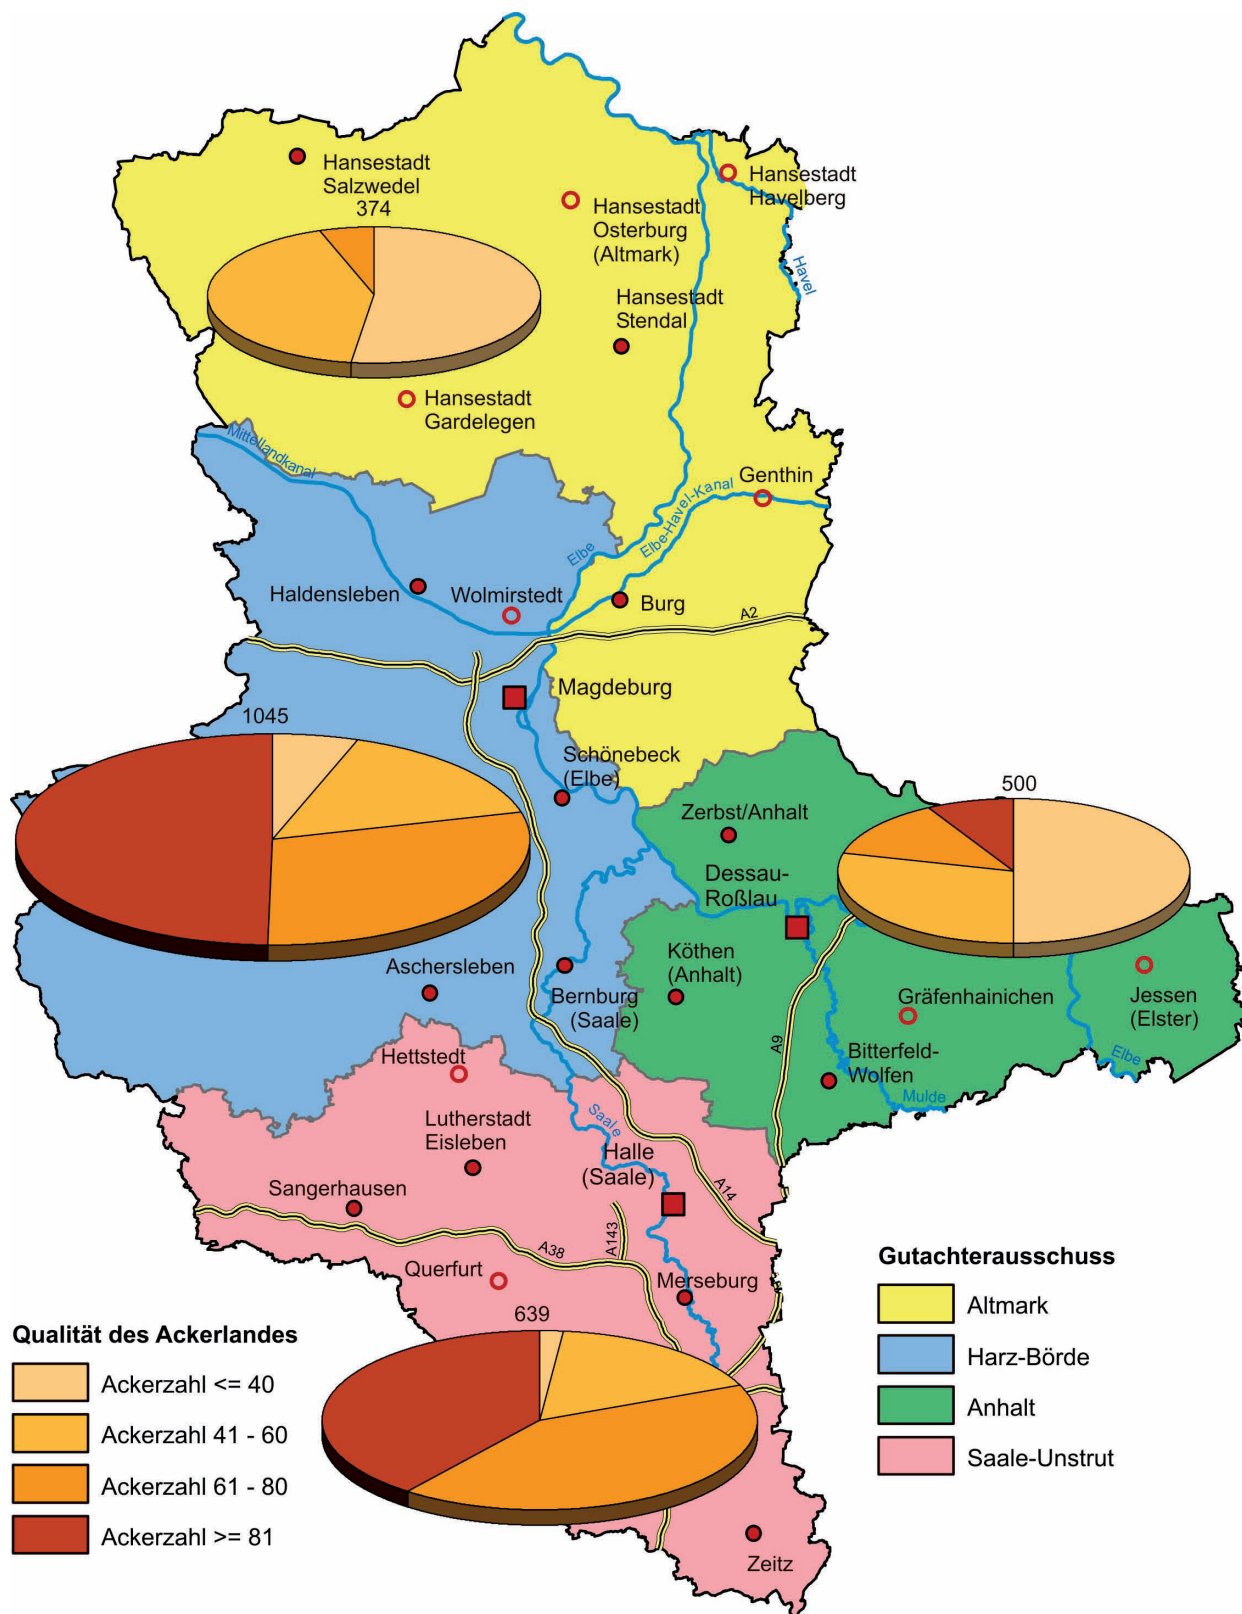 Hansestadt
Salzwedel
374
Hansestadt
Osterburg
(Altmark)
Hansestadt
Havelberg
Havel
Hansestadt
Stendal
Hansestadt
Gardelegen
Mittellandkanal
Genthin
Elbe-Havel-Kanal
Elbe
Haldensleben
Wolmirstedt
Burg
A2
Magdeburg
1045
Schönebeck
(Elbe)
500
Zerbst/Anhalt
Dessau-
Roßlau
Aschersleben
Bernburg
(Saale)
Köthen
(Anhalt)
Gräfenhainichen
Jessen
(Elster)
A9
Bitterfeld-
Wolfen
Elbe
Mulde
Hettstedt
Saale
Lutherstadt
Eisleben
Halle
(Saale)
Sangerhausen
A14
A143
A38
Querfurt
Merseburg
639
Zeitz
Qualität des Ackerlandes
Ackerzahl <= 40
Ackerzahl 41 - 60
Ackerzahl 61 - 80
Ackerzahl >= 81
Gutachterausschuss
Altmark
Harz-Börde
Anhalt
Saale-Unstrut